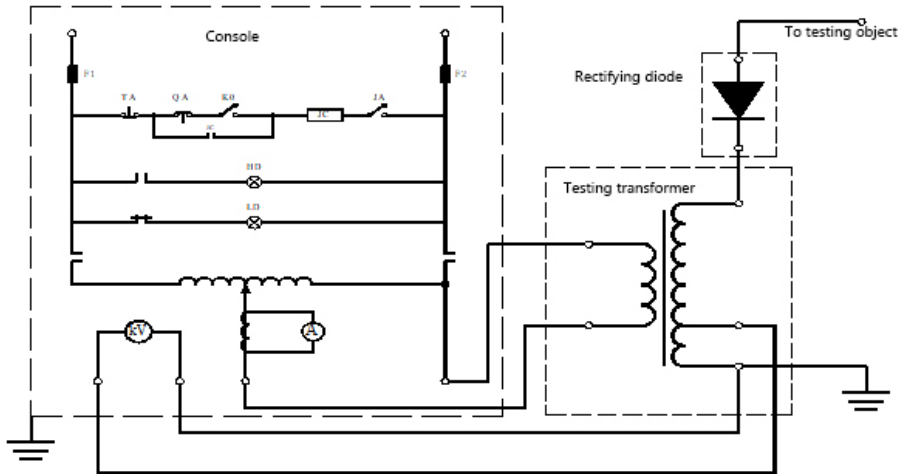 Console
To testing object
F1
F2
Rectifying diode
TA
QA
K0
JA
JC
JC
HD
Testing transformer
LD
kV
A